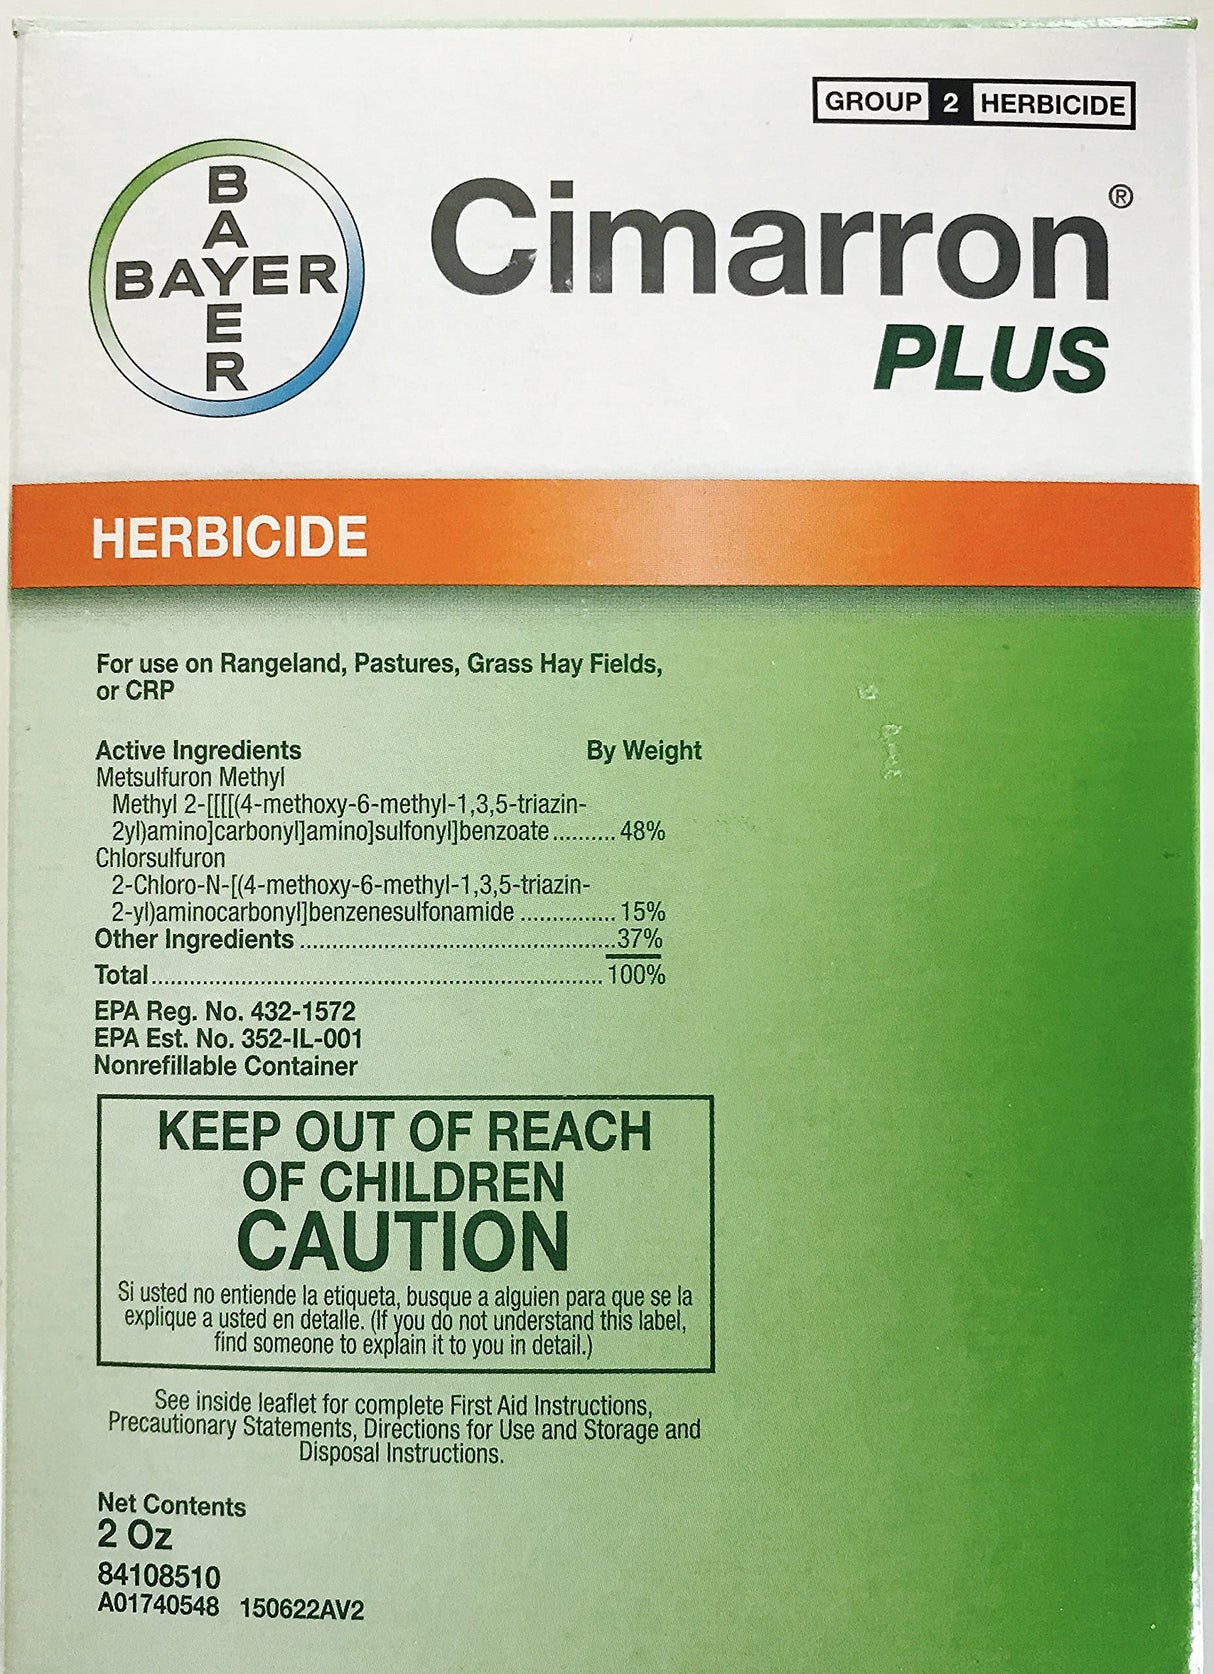 GROUP 2 HERBICIDE
BAYER
BAYER
Cimarron®
PLUS
HERBICIDE
For use on Rangeland, Pastures, Grass Hay Fields,
or CRP
Active Ingredients By Weight
Metsulfuron Methyl
Methyl 2-[[[[(4-methoxy-6-methyl-1,3,5-triazin-
2yl)amino]carbonyl]amino]sulfonyl]benzoate.......... 48%
Chlorsulfuron
2-Chloro-N-[(4-methoxy-6-methyl-1,3,5-triazin-
2-yl)aminocarbonyl]benzenesulfonamide ............... 15%
Other Ingredients ................................................37%
Total..................................................................... 100%
EPA Reg. No. 432-1572
EPA Est. No. 352-IL-001
Nonrefillable Container
KEEP OUT OF REACH
OF CHILDREN
CAUTION
Si usted no entiende la etiqueta, busque a alguien para que se la
explique a usted en detalle. (If you do not understand this label,
find someone to explain it to you in detail.)
See inside leaflet for complete First Aid Instructions,
Precautionary Statements, Directions for Use and Storage and
Disposal Instructions.
Net Contents
2 Oz
84108510
A01740548 150622AV2